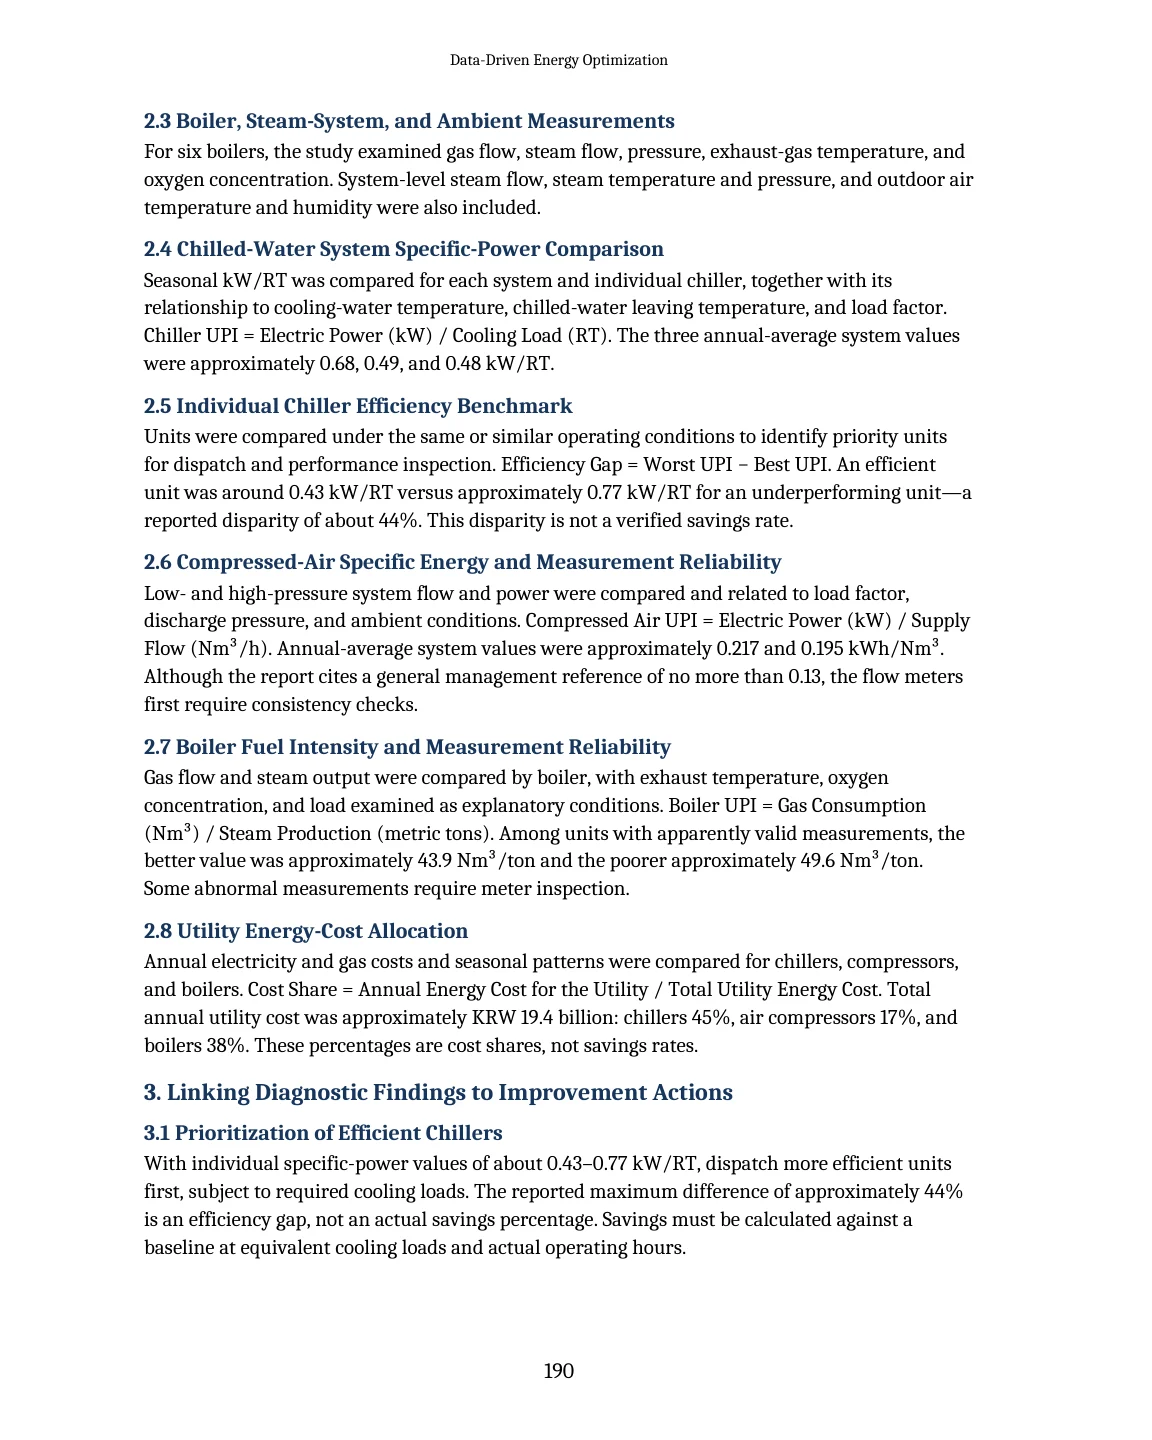 Data-Driven Energy Optimization
2.3 Boiler, Steam-System, and Ambient Measurements
For six boilers, the study examined gas flow, steam flow, pressure, exhaust-gas temperature, and
oxygen concentration. System-level steam flow, steam temperature and pressure, and outdoor air
temperature and humidity were also included.
2.4 Chilled-Water System Specific-Power Comparison
Seasonal kW/RT was compared for each system and individual chiller, together with its
relationship to cooling-water temperature, chilled-water leaving temperature, and load factor.
Chiller UPI = Electric Power (kW) / Cooling Load (RT). The three annual-average system values
were approximately 0.68, 0.49, and 0.48 kW/RT.
2.5 Individual Chiller Efficiency Benchmark
Units were compared under the same or similar operating conditions to identify priority units
for dispatch and performance inspection. Efficiency Gap = Worst UPI − Best UPI. An efficient
unit was around 0.43 kW/RT versus approximately 0.77 kW/RT for an underperforming unit—a
reported disparity of about 44%. This disparity is not a verified savings rate.
2.6 Compressed-Air Specific Energy and Measurement Reliability
Low- and high-pressure system flow and power were compared and related to load factor,
discharge pressure, and ambient conditions. Compressed Air UPI = Electric Power (kW) / Supply
Flow (Nm³/h). Annual-average system values were approximately 0.217 and 0.195 kWh/Nm³.
Although the report cites a general management reference of no more than 0.13, the flow meters
first require consistency checks.
2.7 Boiler Fuel Intensity and Measurement Reliability
Gas flow and steam output were compared by boiler, with exhaust temperature, oxygen
concentration, and load examined as explanatory conditions. Boiler UPI = Gas Consumption
(Nm³) / Steam Production (metric tons). Among units with apparently valid measurements, the
better value was approximately 43.9 Nm³/ton and the poorer approximately 49.6 Nm³/ton.
Some abnormal measurements require meter inspection.
2.8 Utility Energy-Cost Allocation
Annual electricity and gas costs and seasonal patterns were compared for chillers, compressors,
and boilers. Cost Share = Annual Energy Cost for the Utility / Total Utility Energy Cost. Total
annual utility cost was approximately KRW 19.4 billion: chillers 45%, air compressors 17%, and
boilers 38%. These percentages are cost shares, not savings rates.
3. Linking Diagnostic Findings to Improvement Actions
3.1 Prioritization of Efficient Chillers
With individual specific-power values of about 0.43–0.77 kW/RT, dispatch more efficient units
first, subject to required cooling loads. The reported maximum difference of approximately 44%
is an efficiency gap, not an actual savings percentage. Savings must be calculated against a
baseline at equivalent cooling loads and actual operating hours.
190